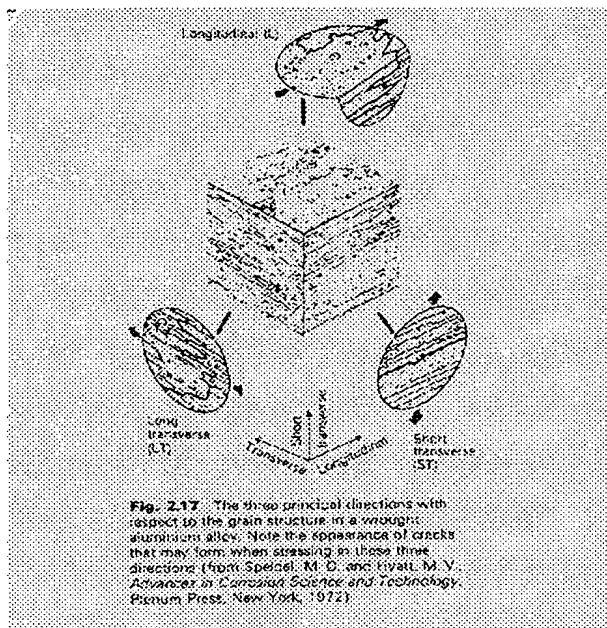 Longitudinal (L)
Long
transverse
(LT)
Short
transverse
Transverse
Longitudinal
Short
transverse
(ST)
Fig. 2.17 The three principal directions with
respect to the grain structure in a wrought
aluminium alloy. Note the appearance of cracks
that may form when stressing in these three
directions (from Speidel, M. O. and Hyatt, M. V.,
Advances in Corrosion Science and Technology,
Plenum Press, New York, 1972)